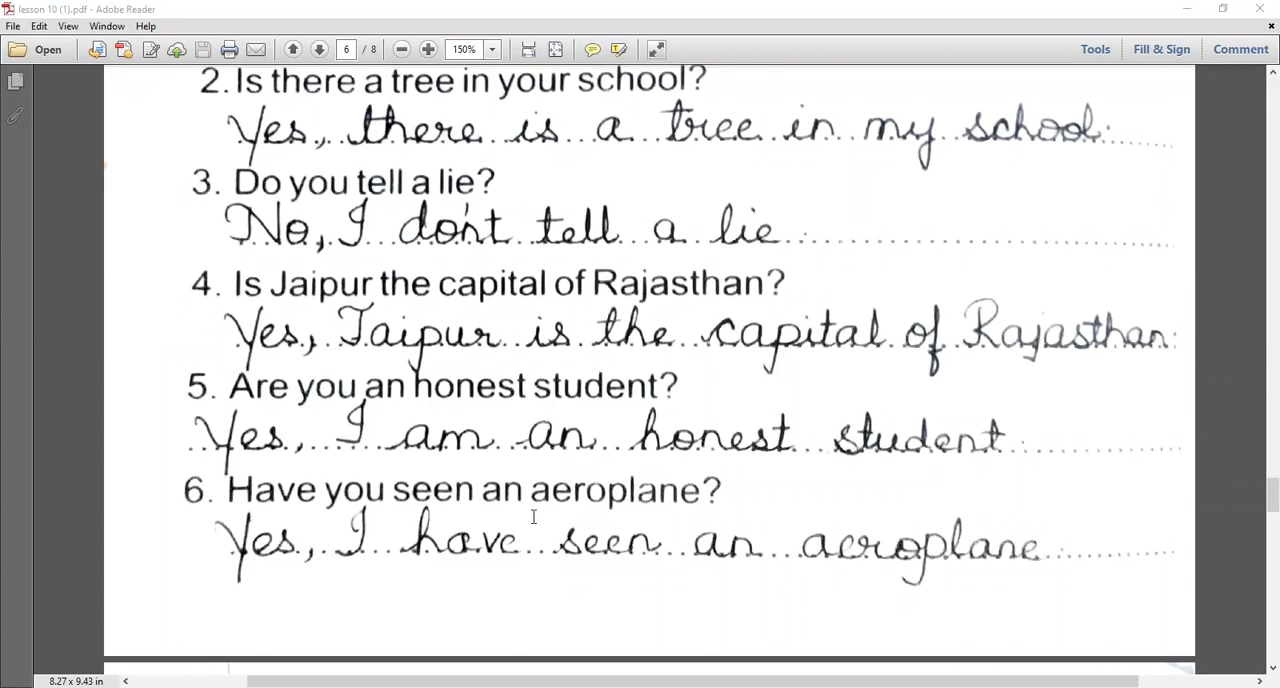 lesson 10 (1).pdf - Adobe Reader
File Edit View Window Help
Open 6 / 8 150% Tools Fill & Sign Comment
2. Is there a tree in your school?
Yes, there is a tree in my school.
3. Do you tell a lie?
No, I don't tell a lie.
4. Is Jaipur the capital of Rajasthan?
Yes, Jaipur is the capital of Rajasthan.
5. Are you an honest student?
Yes, I am an honest student.
6. Have you seen an aeroplane?
Yes, I have seen an aeroplane
8.27 x 9.43 in